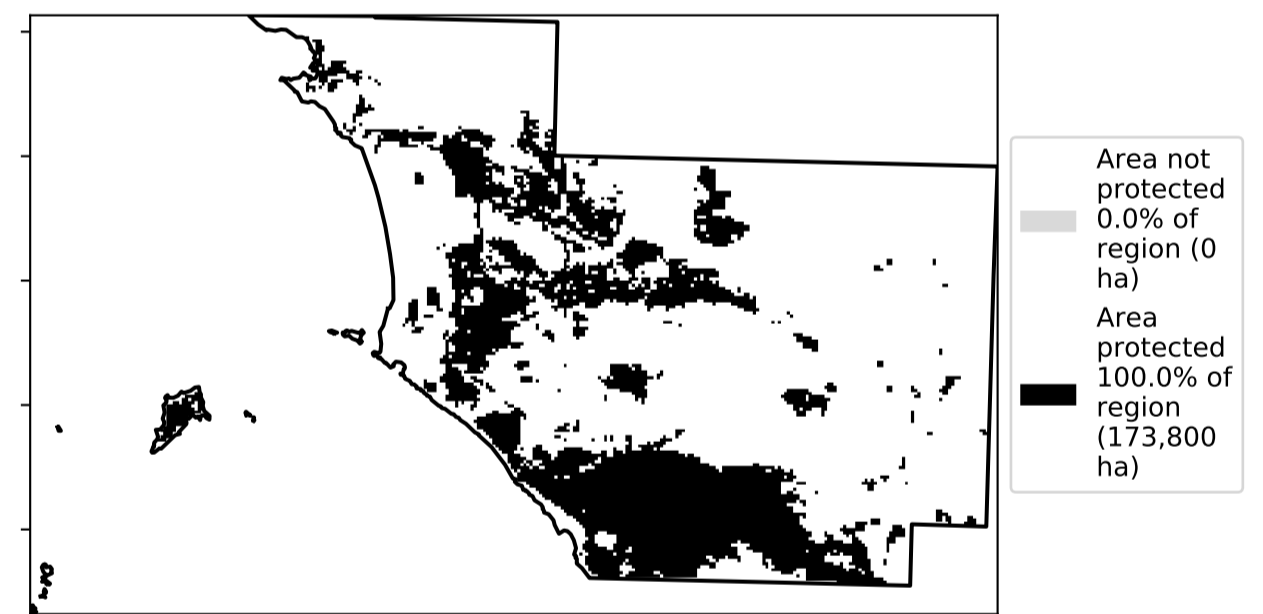 Area not
protected
0.0% of
region (0
ha)
Area
protected
100.0% of
region
(173,800
ha)